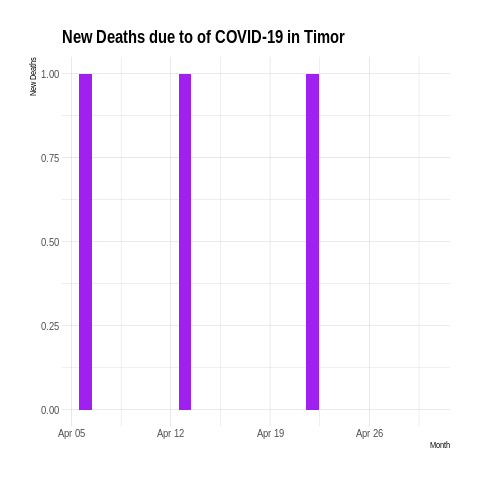 New Deaths due to of COVID-19 in Timor
New Deaths
1.00
0.75
0.50
0.25
0.00
Apr 05 Apr 12 Apr 19 Apr 26
Month